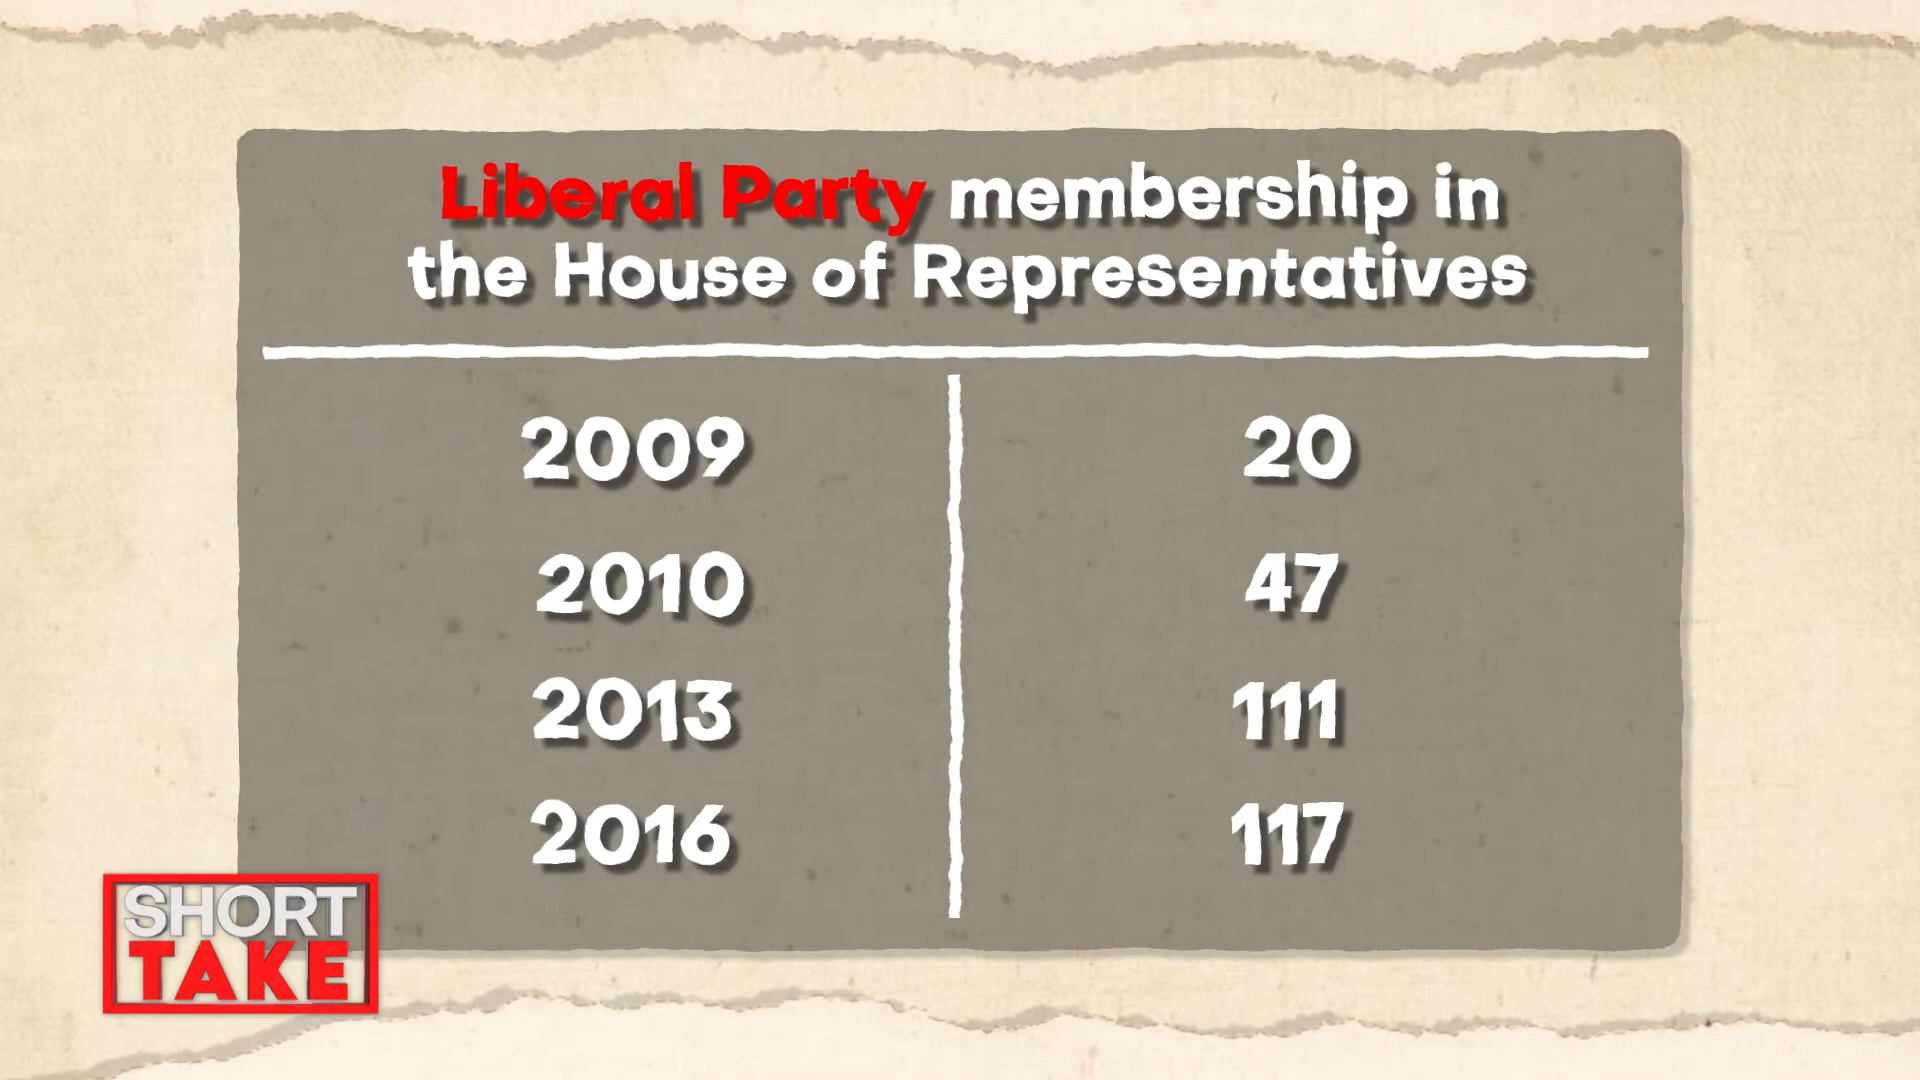 Liberal Party membership in
the House of Representatives
2009 20
2010 47
2013 111
2016 117
SHORT
TAKE